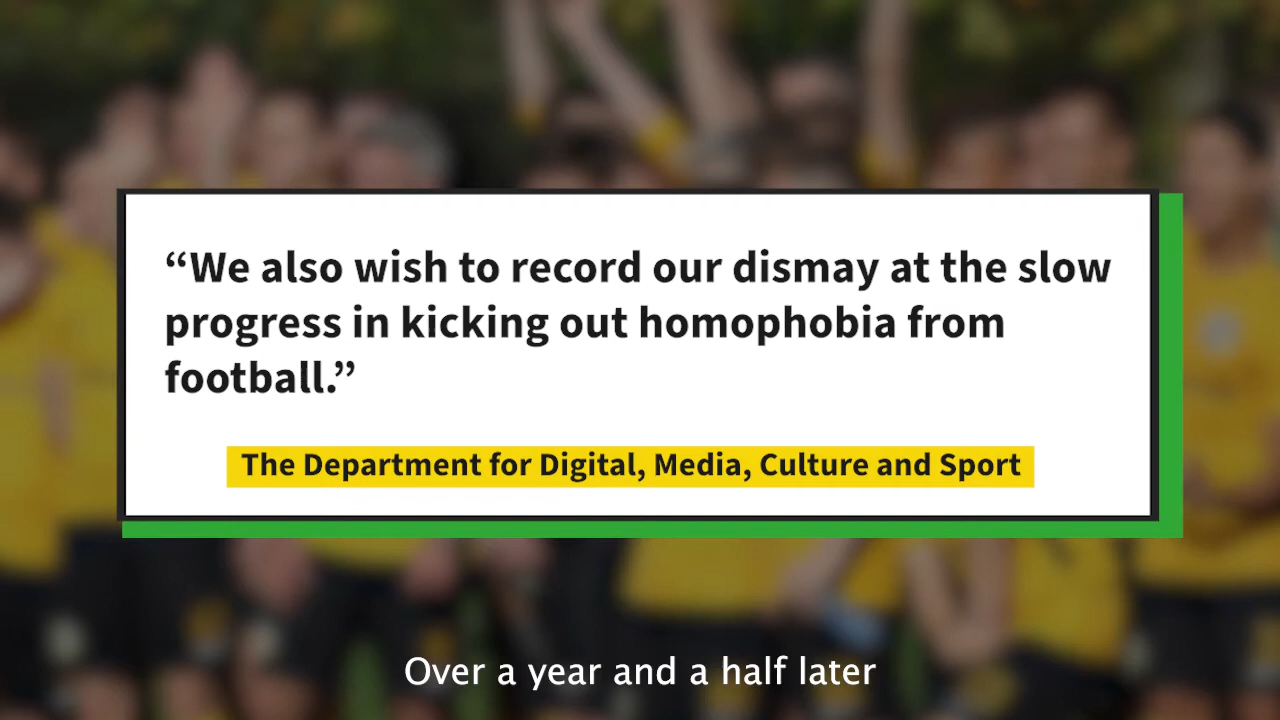 “We also wish to record our dismay at the slow
progress in kicking out homophobia from
football.”
The Department for Digital, Media, Culture and Sport
Over a year and a half later